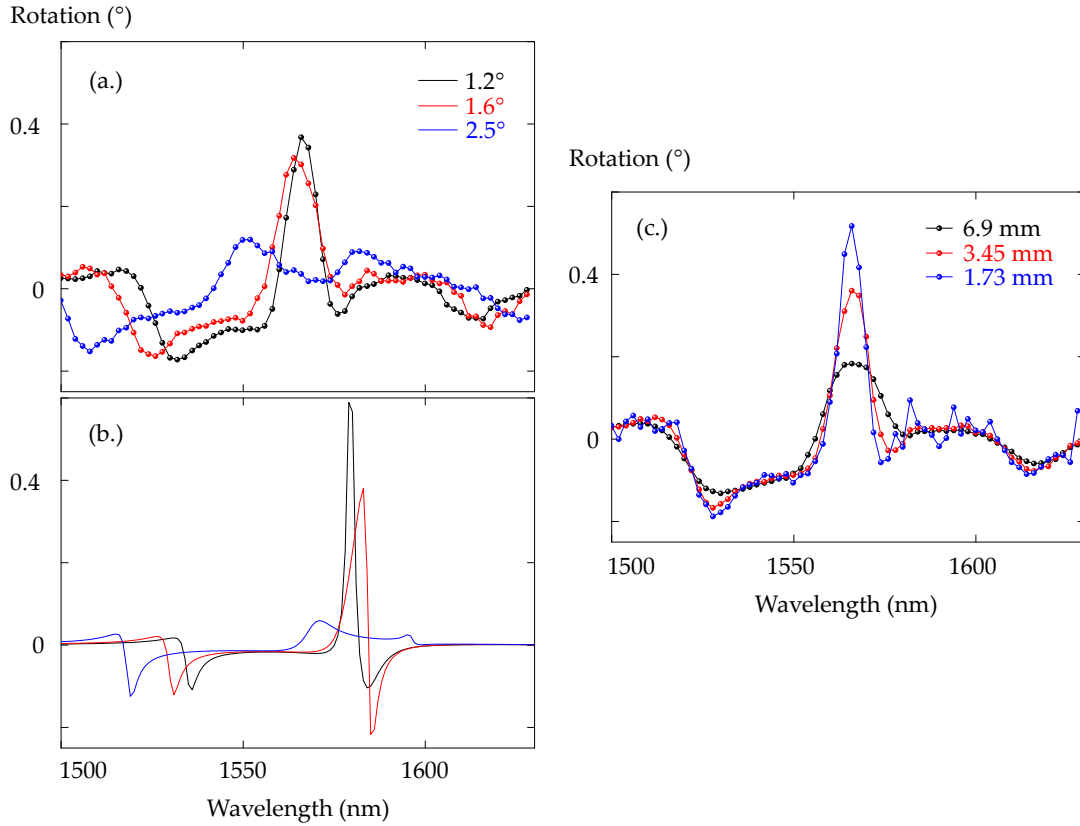 Rotation (°)
(a.)
1.2°
1.6°
2.5°
0.4
0
(b.)
0.4
0
1500
1550
1600
Wavelength (nm)
Rotation (°)
(c.)
6.9 mm
3.45 mm
1.73 mm
0.4
0
1500
1550
1600
Wavelength (nm)